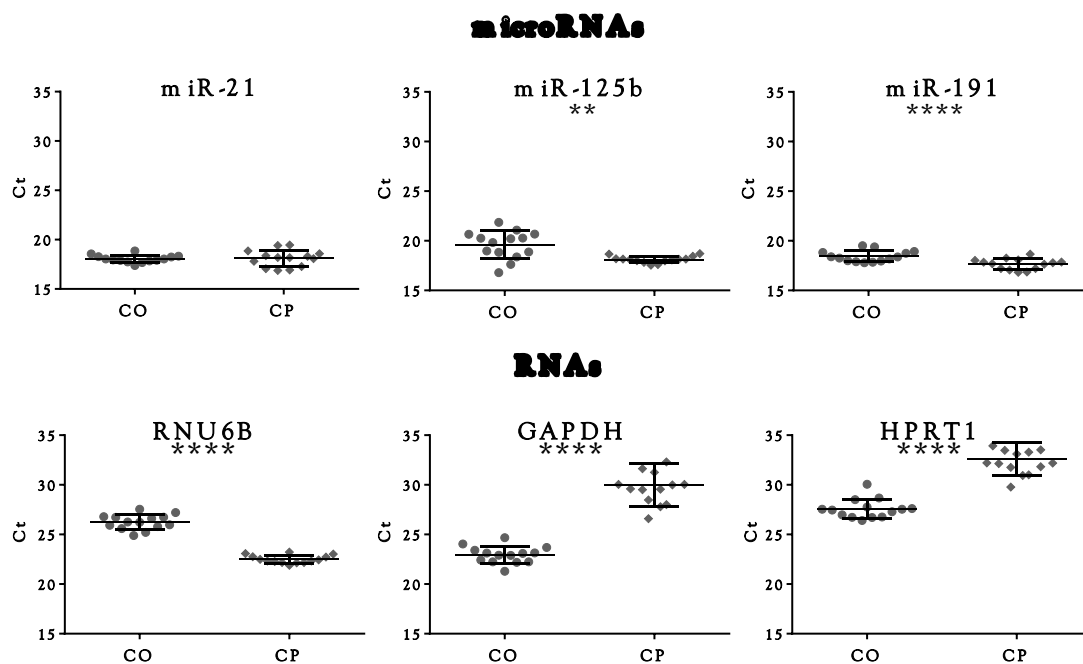 microRNAs
miR-21
miR-125b
miR-191
**
****
35
30
25
20
15
Ct
CO
CP
35
30
25
20
15
Ct
CO
CP
35
30
25
20
15
Ct
CO
CP
RNAs
RNU6B
GAPDH
HPRT1
****
****
****
35
30
25
20
15
Ct
CO
CP
35
30
25
20
15
Ct
CO
CP
35
30
25
20
15
Ct
CO
CP